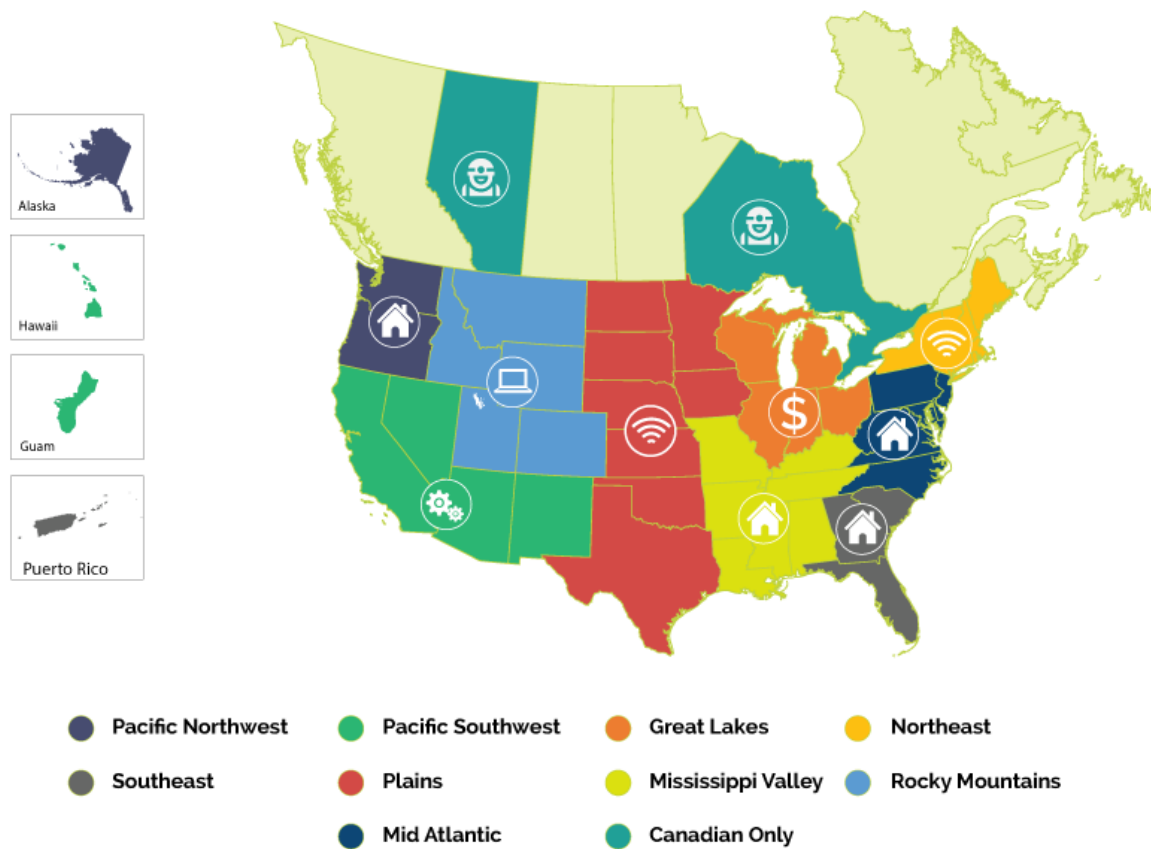 Alaska
Hawaii
Guam
Puerto Rico
$
Pacific Northwest
Pacific Southwest
Great Lakes
Northeast
Southeast
Plains
Mississippi Valley
Rocky Mountains
Mid Atlantic
Canadian Only